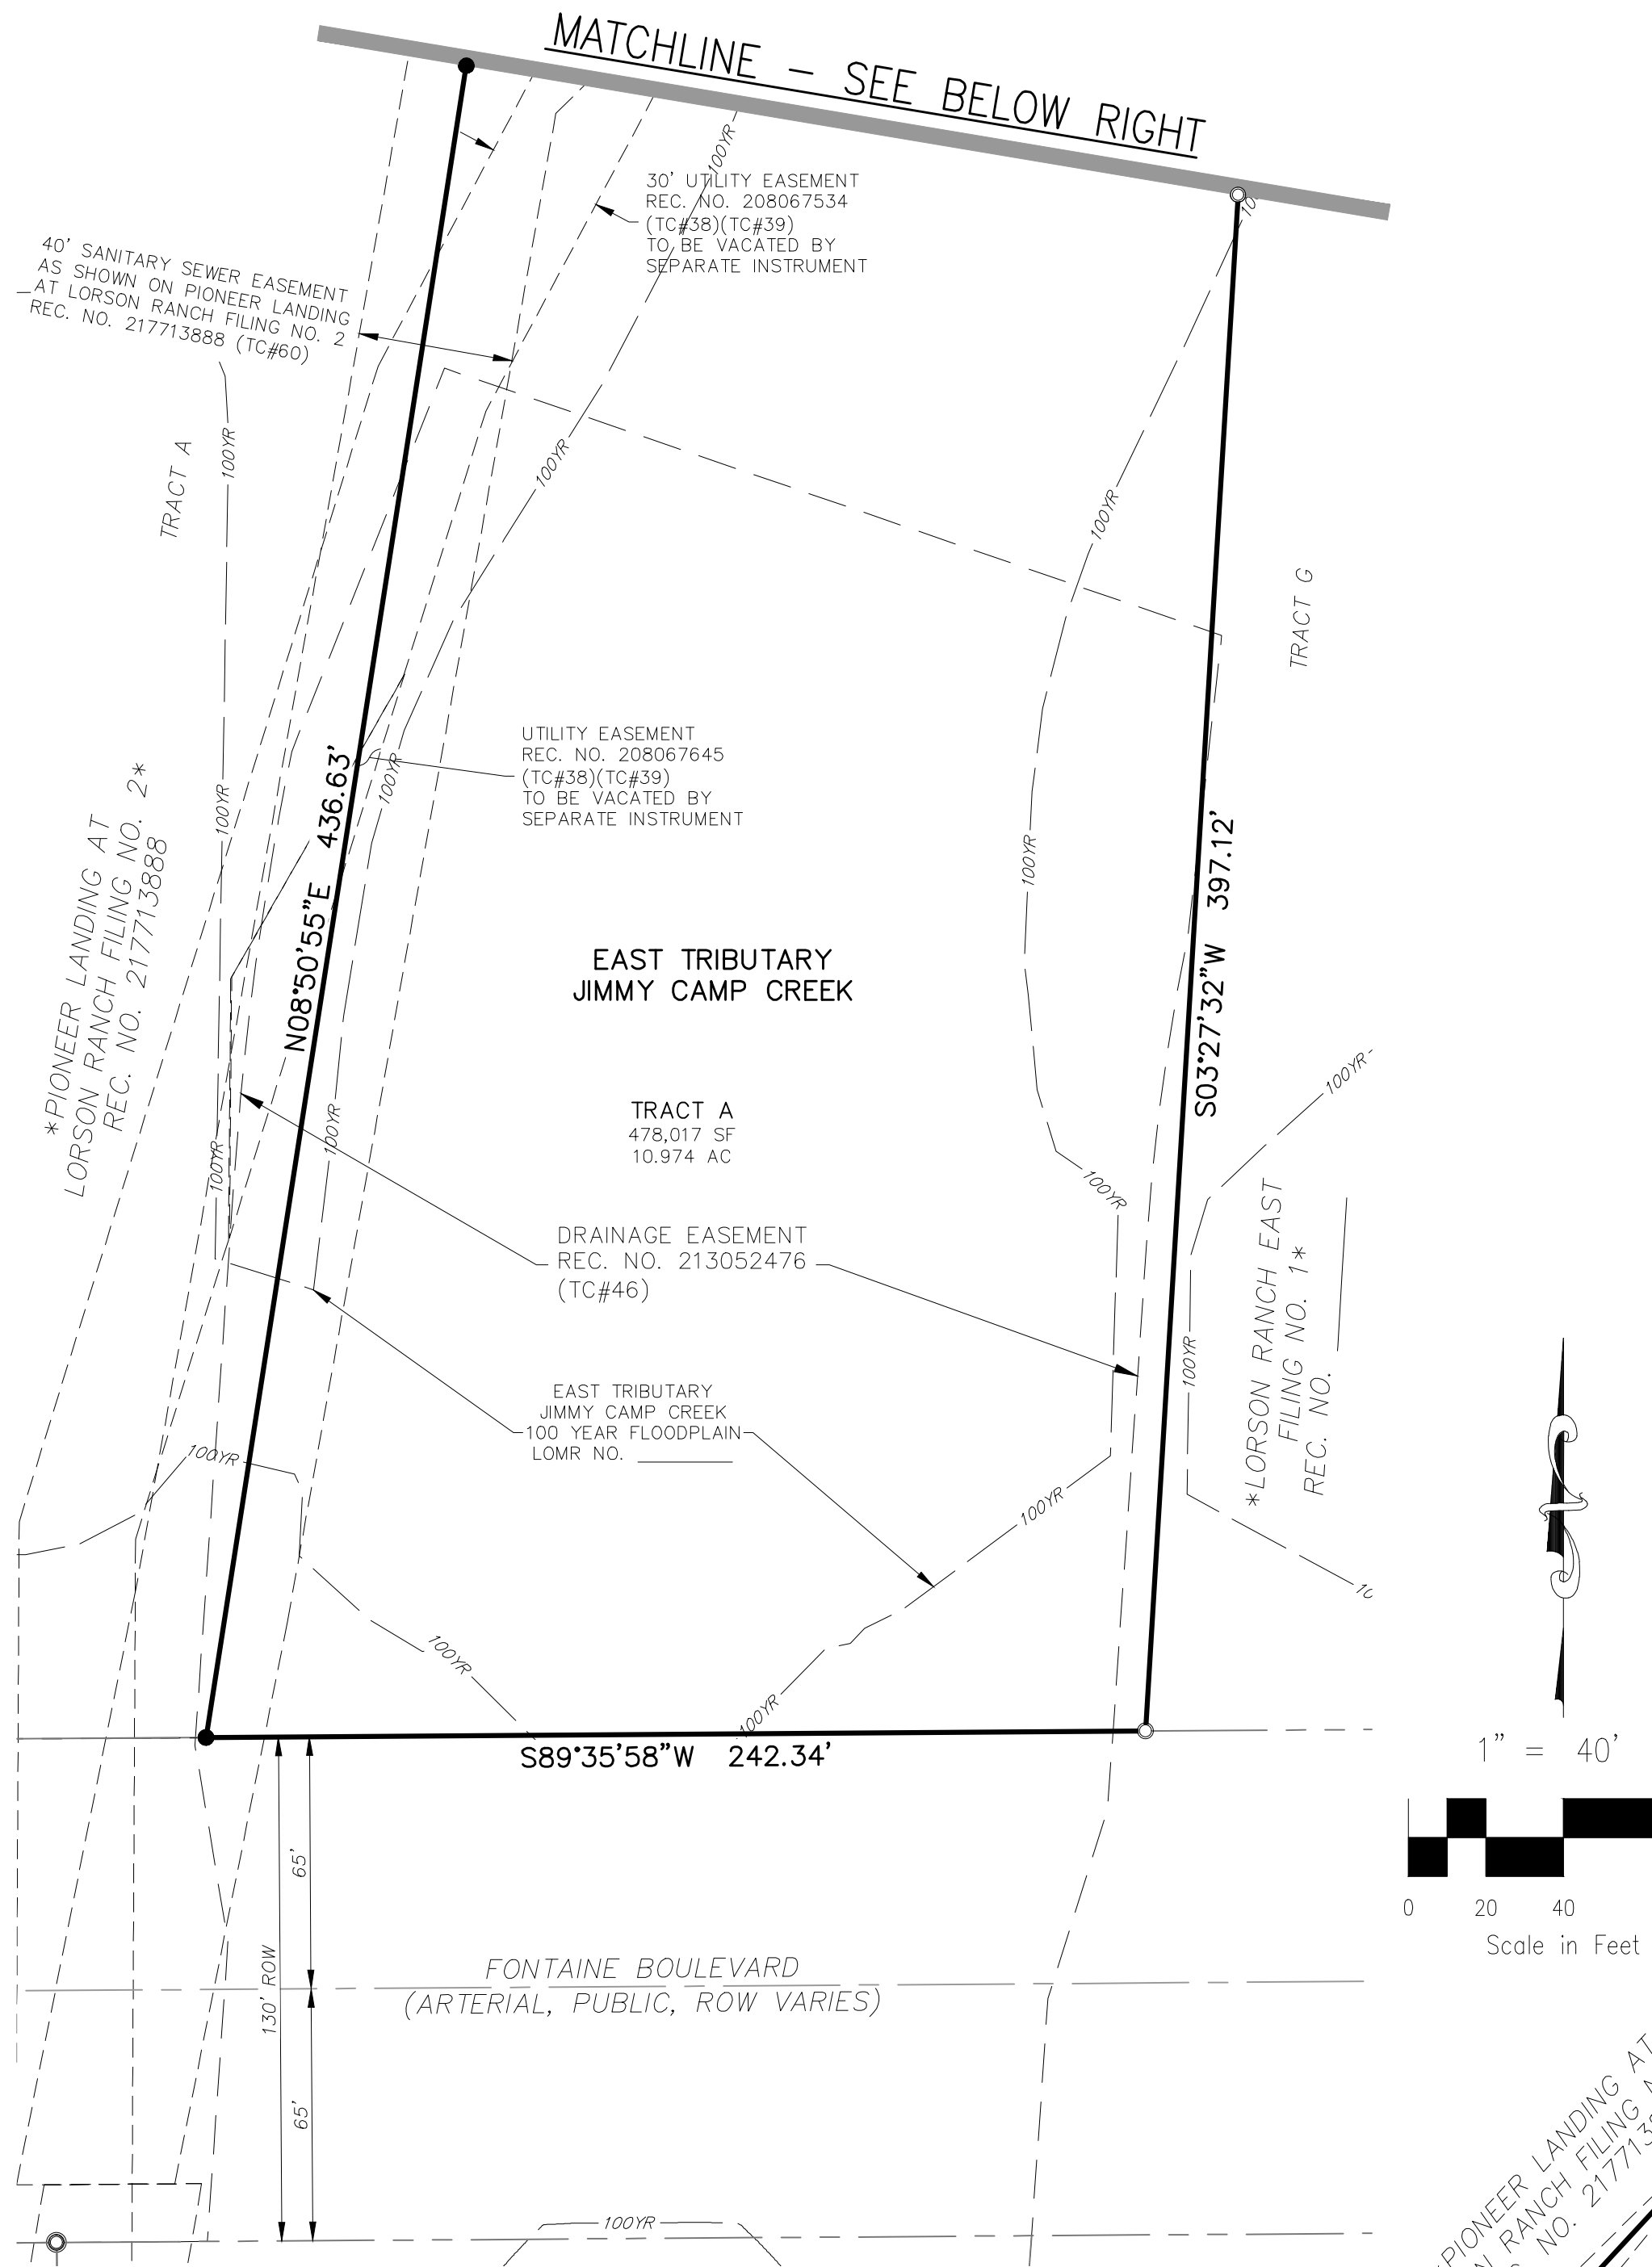 MATCHLINE – SEE BELOW RIGHT
100YR
30' UTILITY EASEMENT
REC. NO. 208067534
(TC#38)(TC#39)
TO BE VACATED BY
SEPARATE INSTRUMENT
40' SANITARY SEWER EASEMENT
AS SHOWN ON PIONEER LANDING
AT LORSON RANCH FILING NO. 2
REC. NO. 217713888 (TC#60)
TRACT A
100YR
100YR
100YR
TRACT G
UTILITY EASEMENT
REC. NO. 208067645
(TC#38)(TC#39)
TO BE VACATED BY
SEPARATE INSTRUMENT
N08°50'55"E 436.63'
100YR
100YR
100YR
S03°27'32"W 397.12'
*PIONEER LANDING AT
LORSON RANCH FILING NO. 2*
REC. NO. 217713888
EAST TRIBUTARY
JIMMY CAMP CREEK
TRACT A
478,017 SF
10.974 AC
100YR
100YR
100YR
100YR
DRAINAGE EASEMENT
REC. NO. 213052476
(TC#46)
*LORSON RANCH EAST
FILING NO. 1*
REC. NO.
100YR
EAST TRIBUTARY
JIMMY CAMP CREEK
100 YEAR FLOODPLAIN
LOMR NO.
100YR
100YR
100YR
100YR
S89°35'58"W 242.34'
1" = 40'
0 20 40
Scale in Feet
65'
130' ROW
FONTAINE BOULEVARD
(ARTERIAL, PUBLIC, ROW VARIES)
65'
100YR
PIONEER LANDING AT
RANCH FILING
NO.